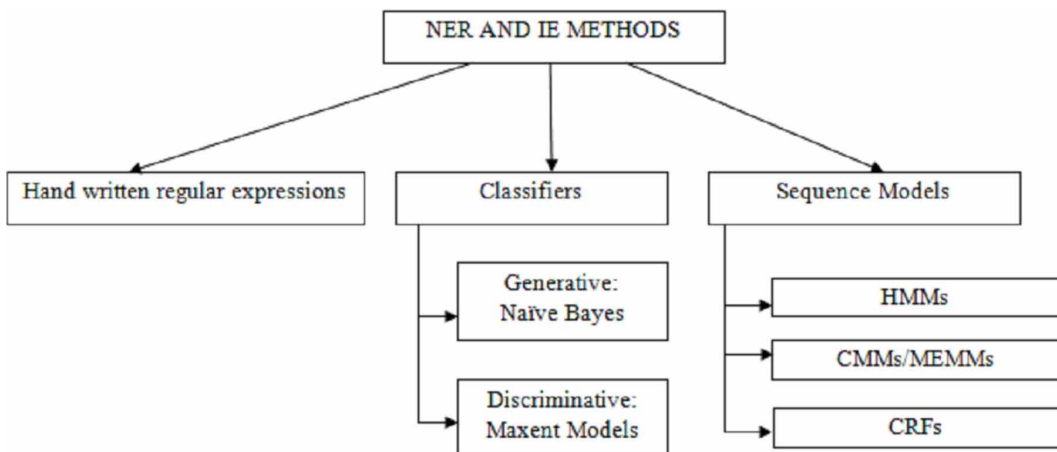 NER AND IE METHODS
Hand written regular expressions
Classifiers
Generative:
Naïve Bayes
Discriminative:
Maxent Models
Sequence Models
HMMs
CMMs/MEMMs
CRFs